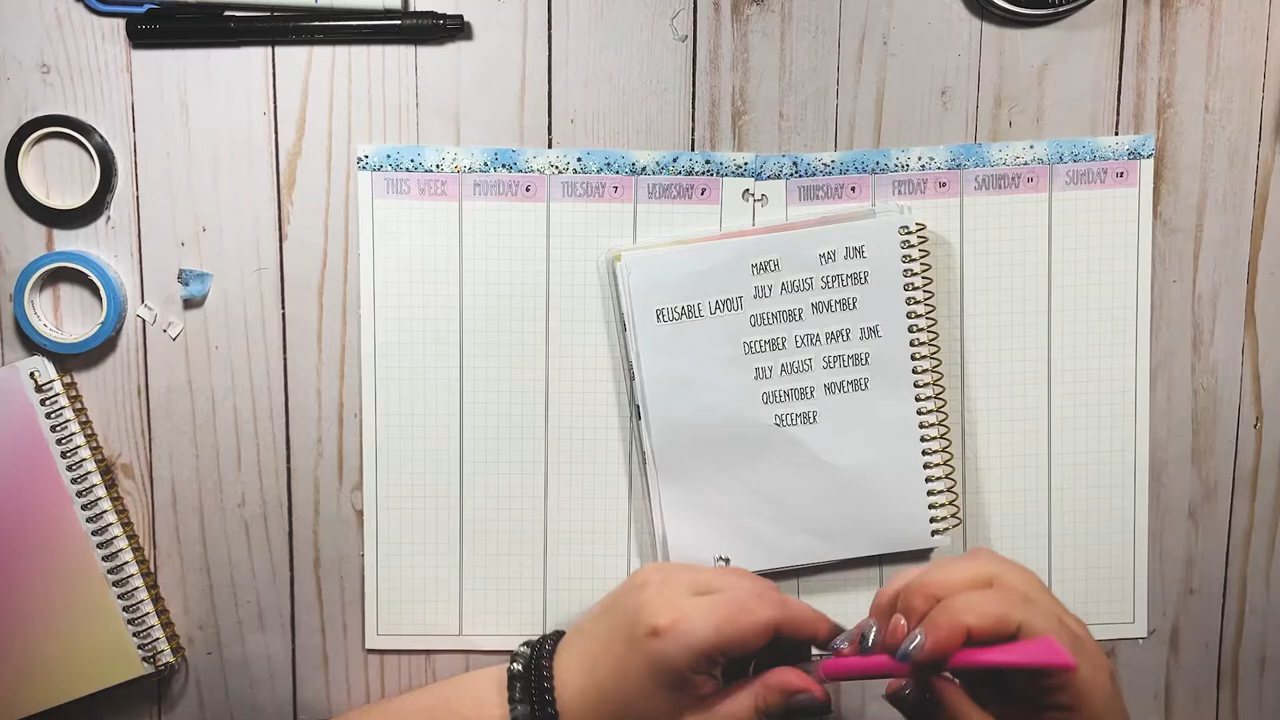 THIS WEEK MONDAY 6 TUESDAY 7 WEDNESDAY 8 THURSDAY 9 FRIDAY 10 SATURDAY 11 SUNDAY 12
MARCH MAY JUNE
JULY AUGUST SEPTEMBER
REUSABLE LAYOUT QUEENTOBER NOVEMBER
DECEMBER EXTRA PAPER JUNE
JULY AUGUST SEPTEMBER
QUEENTOBER NOVEMBER
DECEMBER